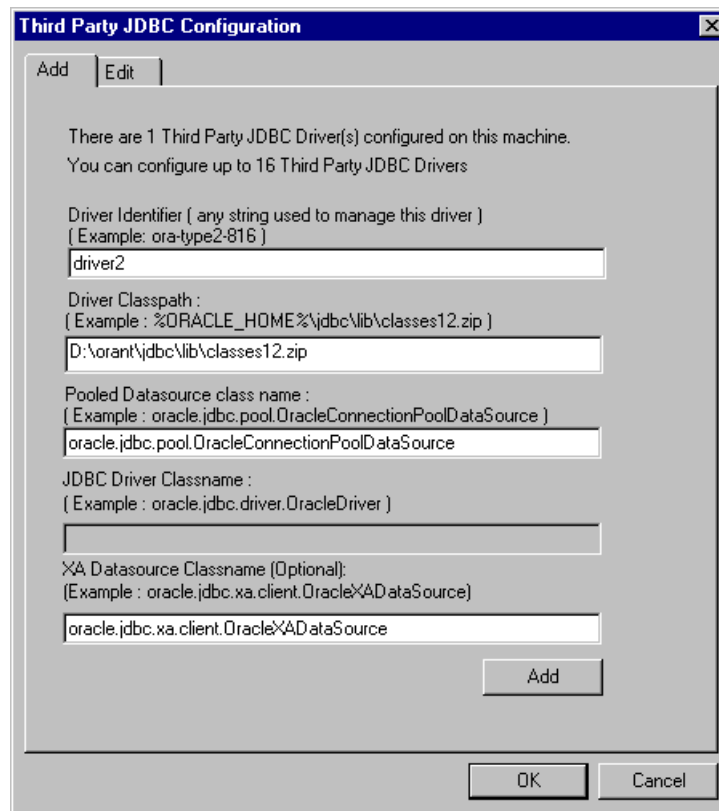 Third Party JDBC Configuration
Add
Edit
There are 1 Third Party JDBC Driver(s) configured on this machine.
You can configure up to 16 Third Party JDBC Drivers
Driver Identifier ( any string used to manage this driver )
( Example: ora-type2-816 )
driver2
Driver Classpath :
( Example : %ORACLE_HOME%\jdbc\lib\classes12.zip )
D:\orant\jdbc\lib\classes12.zip
Pooled Datasource class name :
( Example : oracle.jdbc.pool.OracleConnectionPoolDataSource )
oracle.jdbc.pool.OracleConnectionPoolDataSource
JDBC Driver Classname :
( Example : oracle.jdbc.driver.OracleDriver )
XA Datasource Classname (Optional):
(Example : oracle.jdbc.xa.client.OracleXADataSource)
oracle.jdbc.xa.client.OracleXADataSource
Add
OK
Cancel